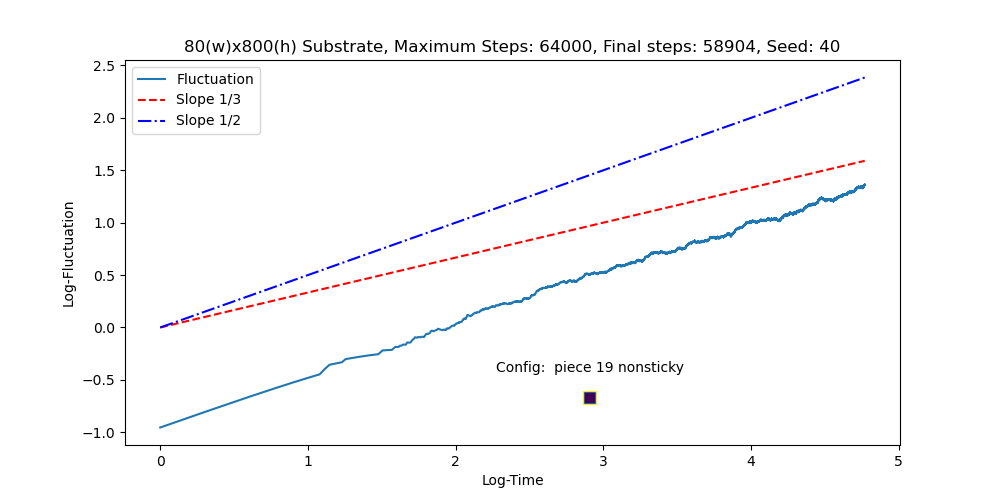 80(w)x800(h) Substrate, Maximum Steps: 64000, Final steps: 58904, Seed: 40
2.5
2.0
1.5
1.0
0.5
0.0
−0.5
−1.0
Log-Fluctuation
Fluctuation
Slope 1/3
Slope 1/2
Config:  piece 19 nonsticky
0 1 2 3 4 5
Log-Time